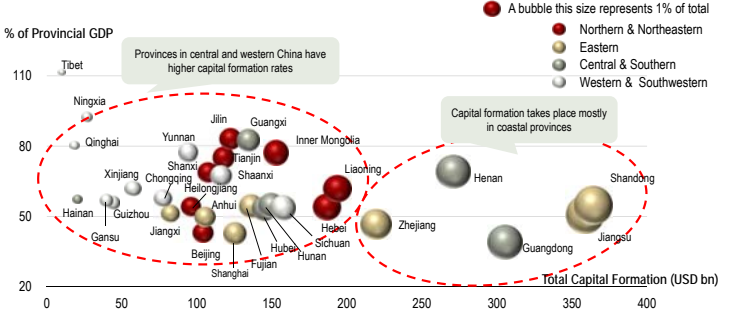 A bubble this size represents 1% of total
% of Provincial GDP
Northern & Northeastern
Eastern
Central & Southern
Western & Southwestern
Provinces in central and western China have
higher capital formation rates
Capital formation takes place mostly
in coastal provinces
110
80
50
20
Tibet
Ningxia
Qinghai
Jilin
Guangxi
Yunnan
Inner Mongolia
Tianjin
Shanxi
Shaanxi
Xinjiang
Chongqing
Heilongjiang
Liaoning
Henan
Shandong
Hainan
Guizhou
Anhui
Gansu
Jiangxi
Hebei
Zhejiang
Sichuan
Jiangsu
Hubei
Hunan
Guangdong
Beijing
Fujian
Shanghai
Total Capital Formation (USD bn)
0
50
100
150
200
250
300
350
400